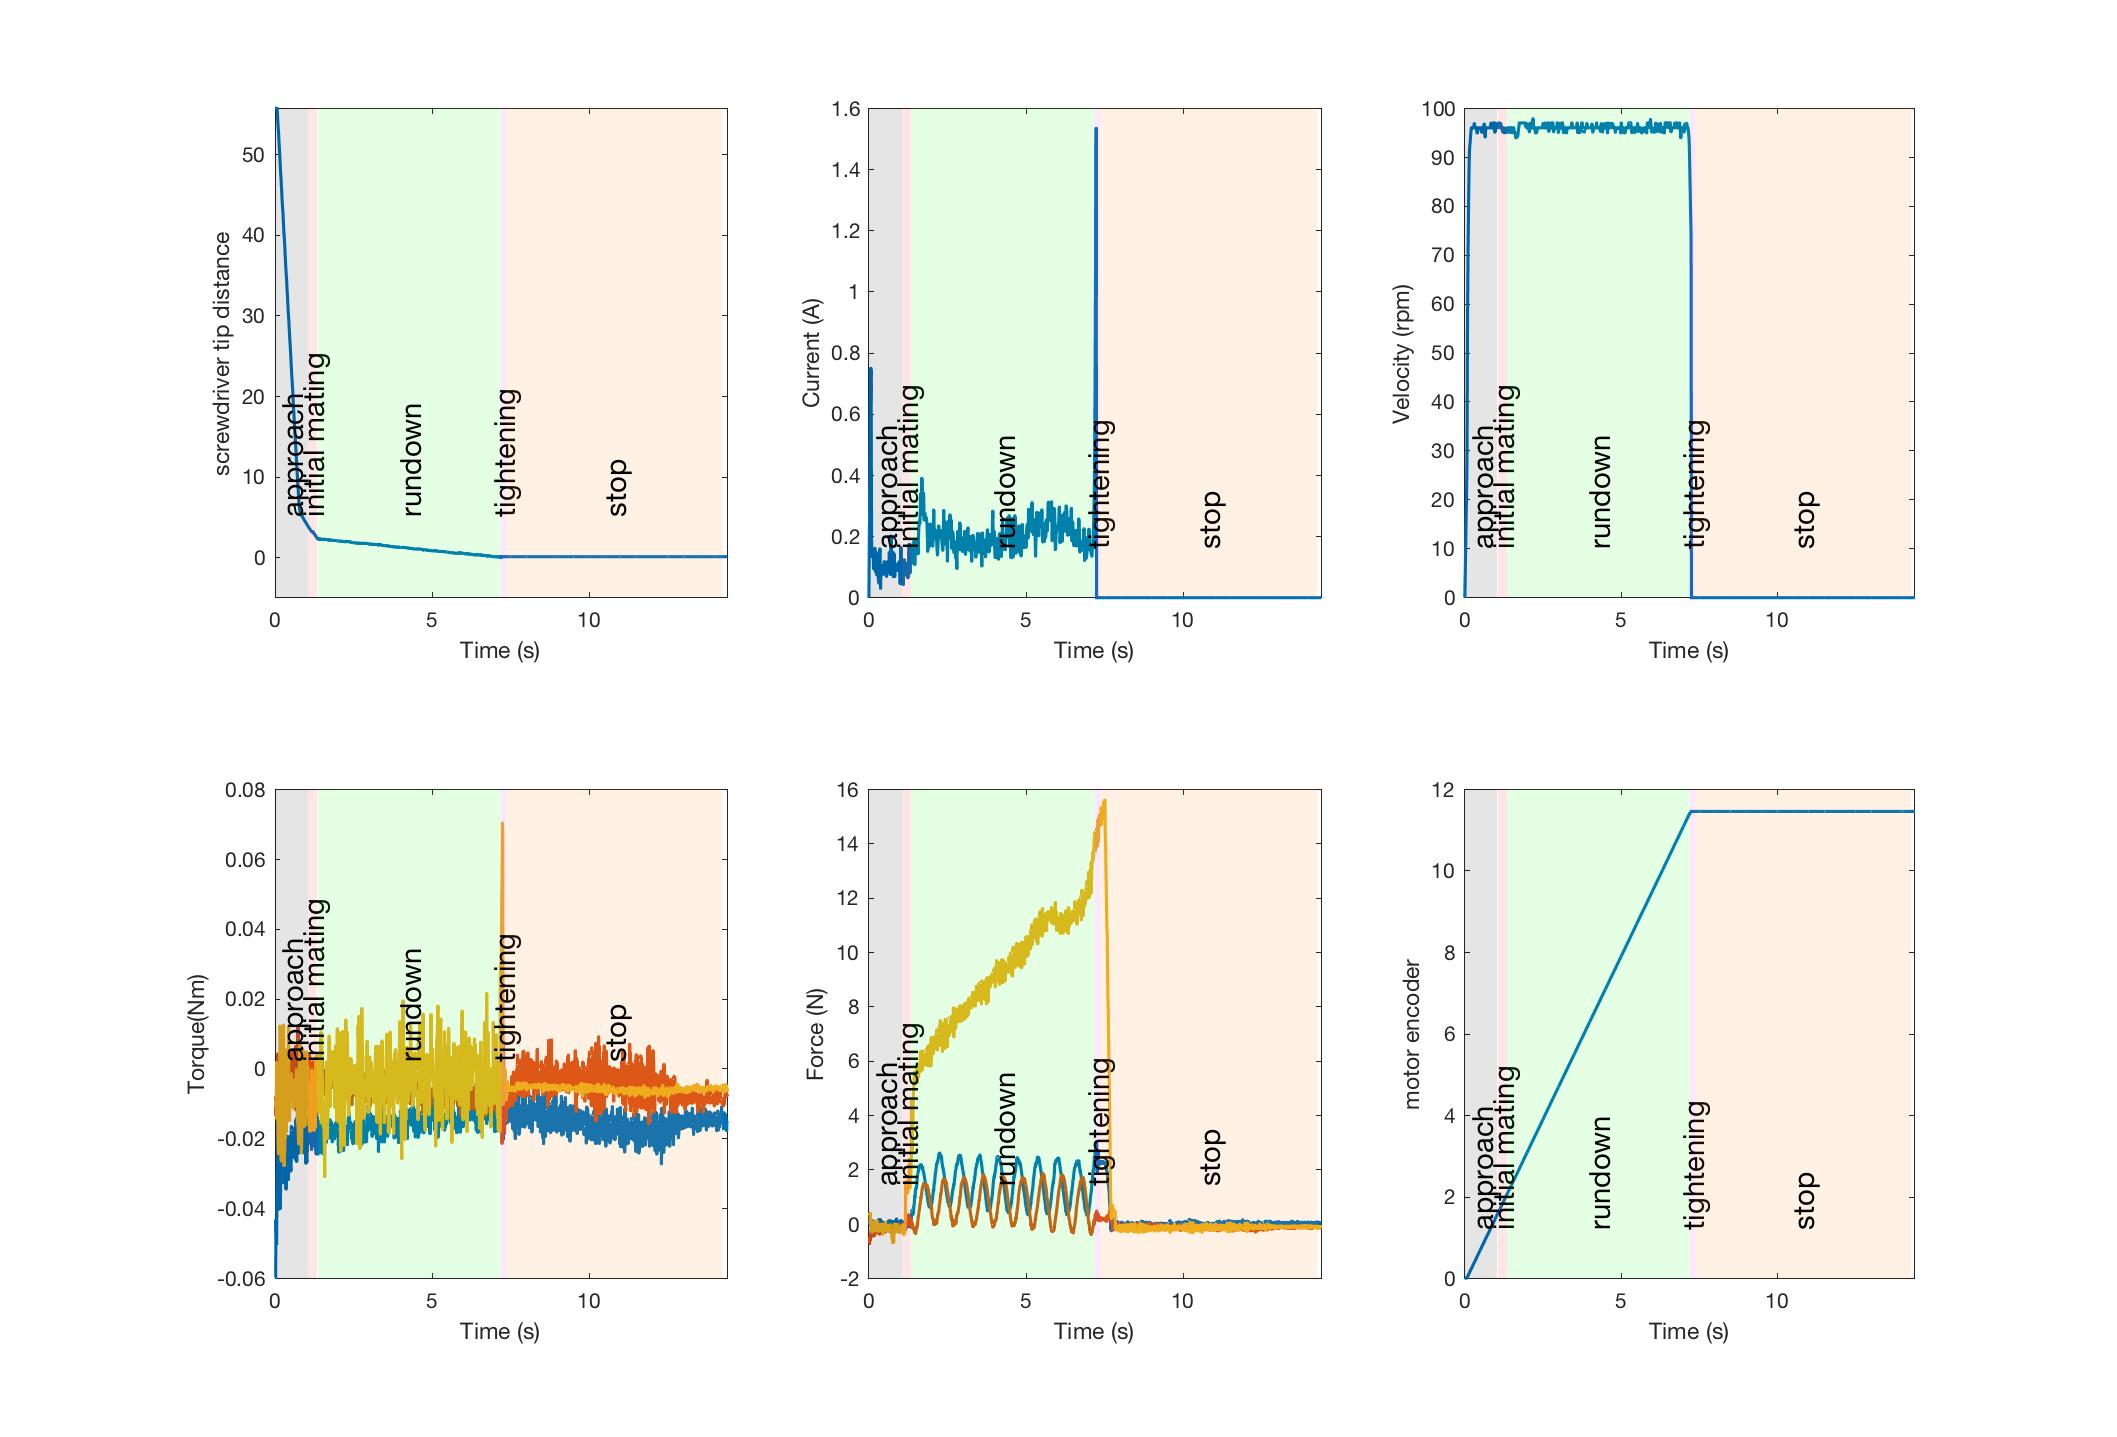 screwdriver tip distance
50
40
30
20
10
0
approach
initial mating
rundown
tightening
stop
0
5
10
Time (s)
Current (A)
1.6
1.4
1.2
1
0.8
0.6
0.4
0.2
0
approach
initial mating
rundown
tightening
stop
0
5
10
Time (s)
Velocity (rpm)
100
90
80
70
60
50
40
30
20
10
0
approach
initial mating
rundown
tightening
stop
0
5
10
Time (s)
Torque(Nm)
0.08
0.06
0.04
0.02
0
-0.02
-0.04
-0.06
approach
initial mating
rundown
tightening
stop
0
5
10
Time (s)
Force (N)
16
14
12
10
8
6
4
2
0
-2
approach
initial mating
rundown
tightening
stop
0
5
10
Time (s)
motor encoder
12
10
8
6
4
2
0
approach
initial mating
rundown
tightening
stop
0
5
10
Time (s)